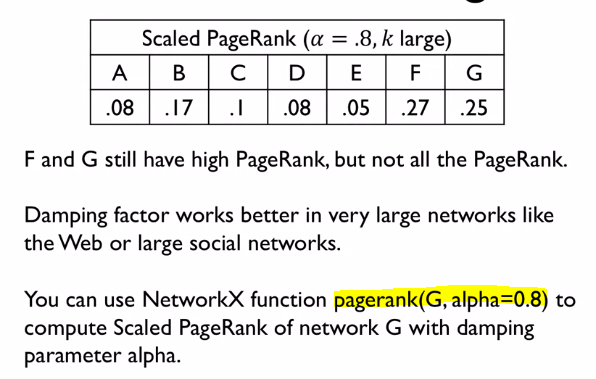 Scaled PageRank (α = .8, k large)
A B C D E F G
.08 .17 .1 .08 .05 .27 .25
F and G still have high PageRank, but not all the PageRank.
Damping factor works better in very large networks like
the Web or large social networks.
You can use NetworkX function pagerank(G, alpha=0.8) to
compute Scaled PageRank of network G with damping
parameter alpha.